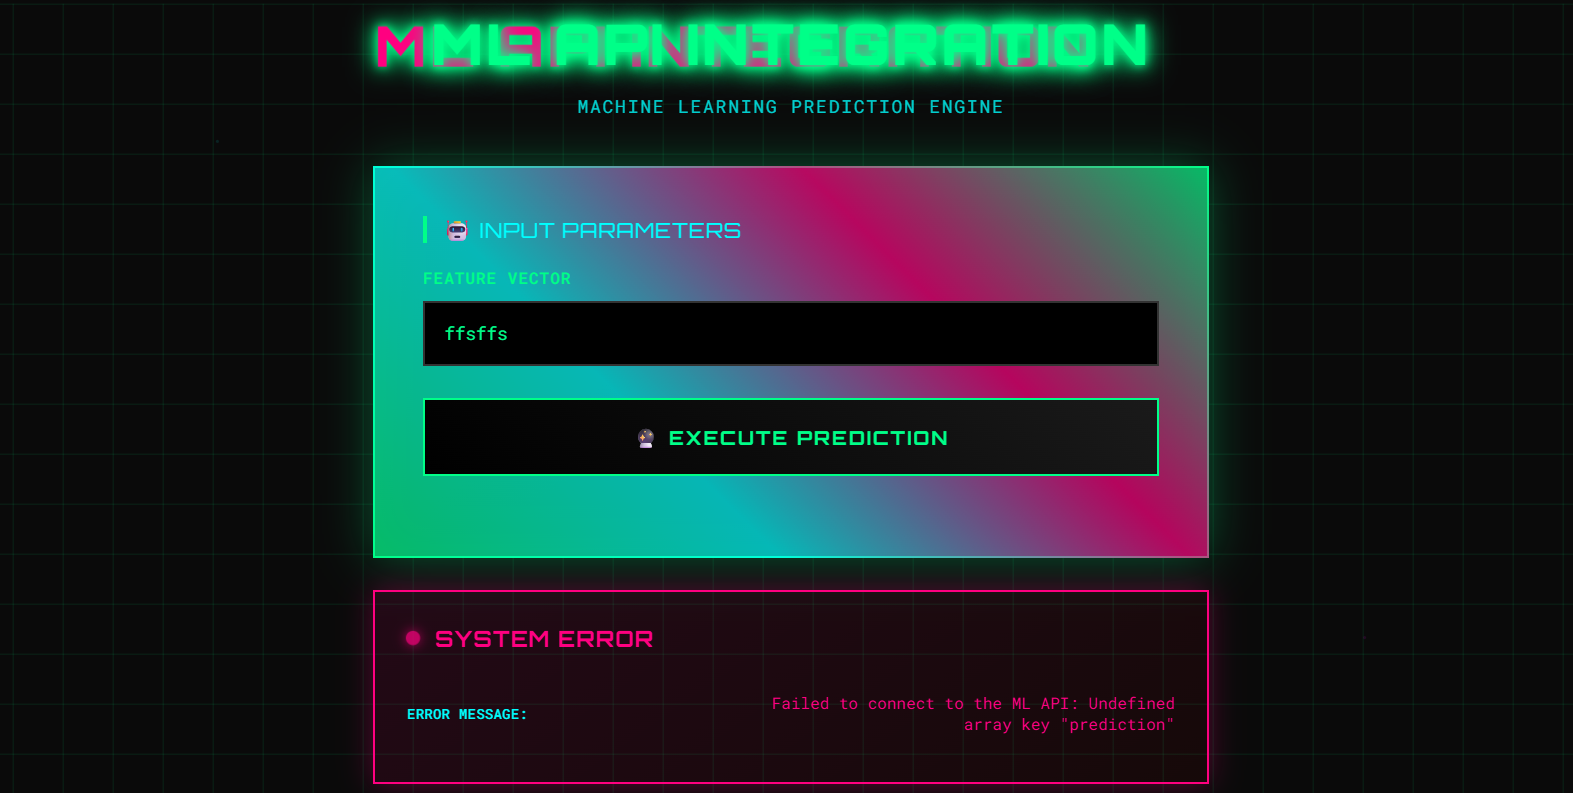 ML API INTEGRATION
MACHINE LEARNING PREDICTION ENGINE
INPUT PARAMETERS
FEATURE VECTOR
ffsffs
EXECUTE PREDICTION
SYSTEM ERROR
ERROR MESSAGE:
Failed to connect to the ML API: Undefined
array key "prediction"